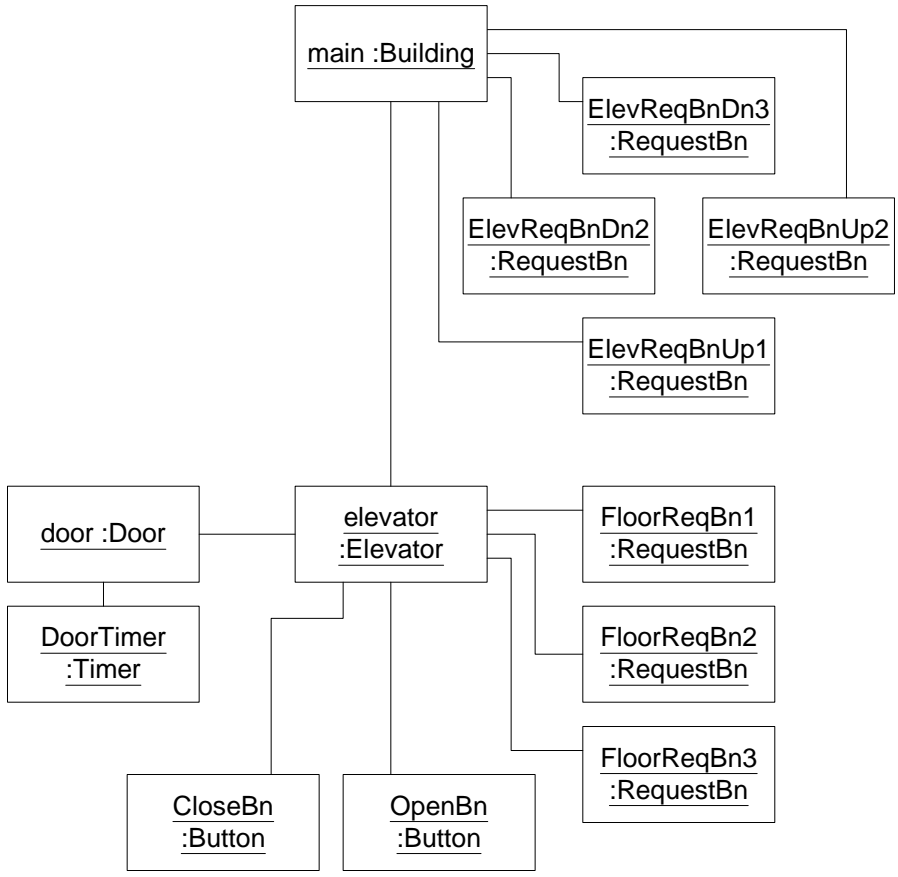 main :Building
ElevReqBnDn3
:RequestBn
ElevReqBnDn2
:RequestBn
ElevReqBnUp2
:RequestBn
ElevReqBnUp1
:RequestBn
door :Door
elevator
:Elevator
FloorReqBn1
:RequestBn
DoorTimer
:Timer
FloorReqBn2
:RequestBn
FloorReqBn3
:RequestBn
CloseBn
:Button
OpenBn
:Button